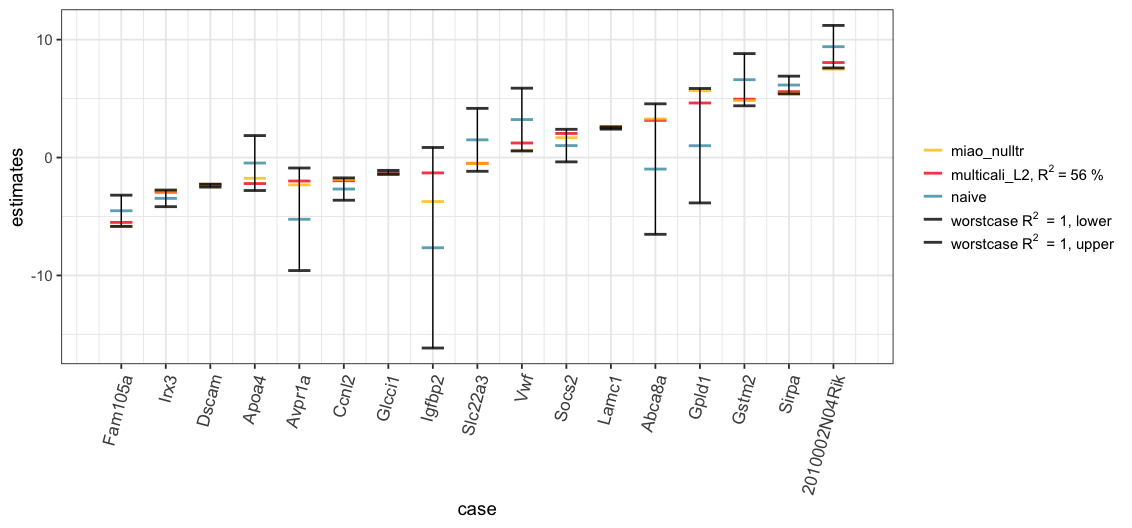 estimates
10
0
-10
Fam105a
Irx3
Dscam
Apoa4
Avpr1a
Ccnl2
Glcci1
Igfbp2
Slc22a3
Vwf
Socs2
Lamc1
Abca8a
Gpld1
Gstm2
Sirpa
2010002N04Rik
case
miao_nulltr
multicali_L2, R² = 56 %
naive
worstcase R² = 1, lower
worstcase R² = 1, upper